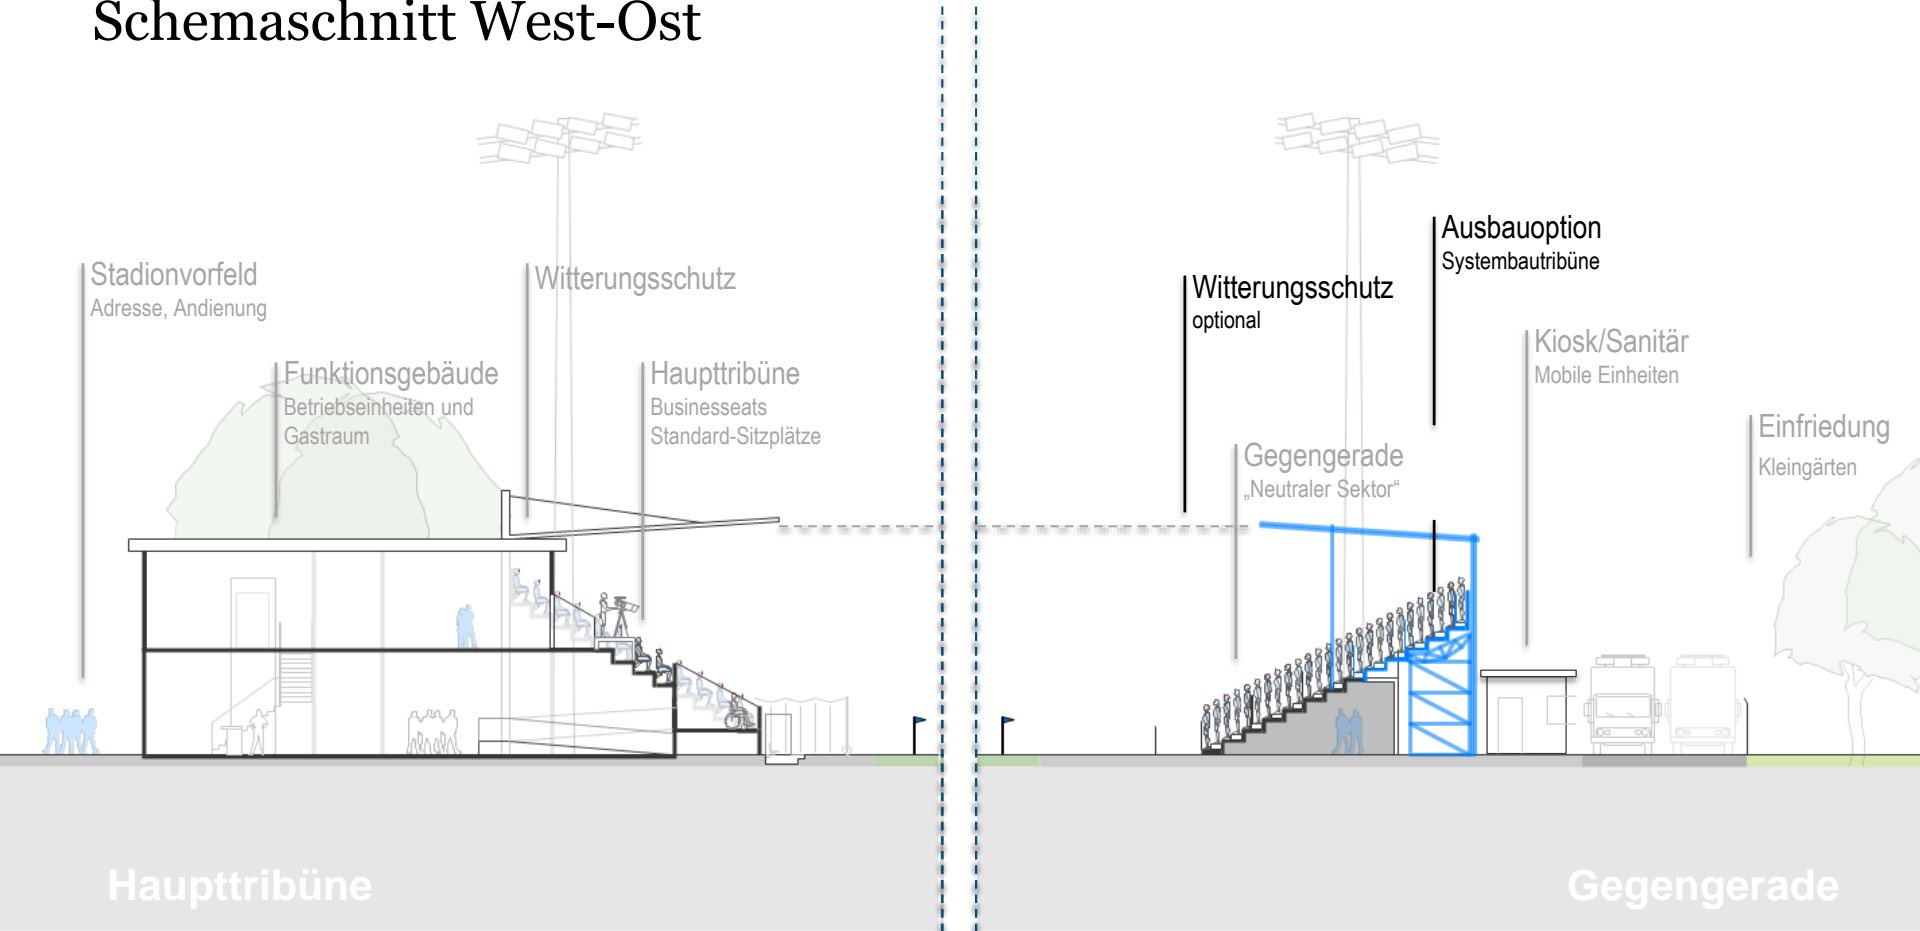 Schemaschnitt West-Ost
Stadionvorfeld
Adresse, Andienung
Funktionsgebäude
Betriebseinheiten und
Gastraum
Witterungsschutz
Haupttribüne
Businesseats
Standard-Sitzplätze
Witterungsschutz
optional
Ausbauoption
Systembautribüne
Gegengerade
„Neutraler Sektor“
Kiosk/Sanitär
Mobile Einheiten
Einfriedung
Kleingärten
Haupttribüne
Gegengerade